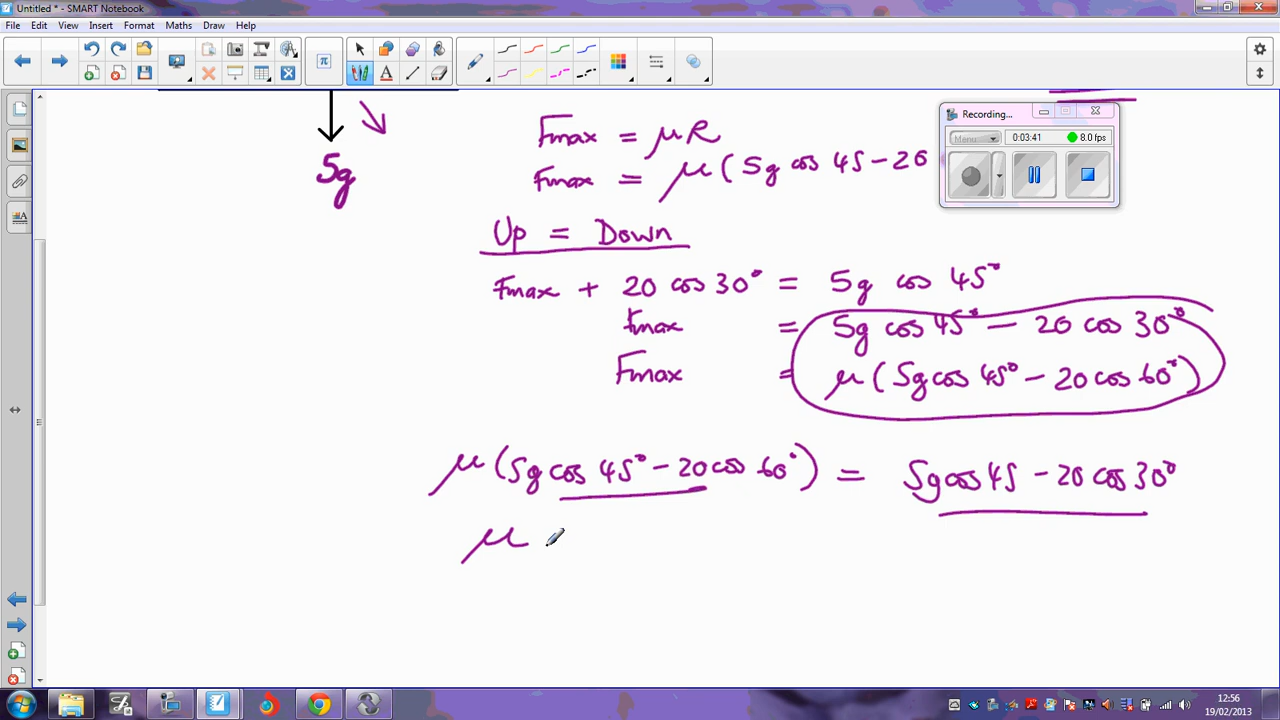 Untitled * - SMART Notebook
File Edit View Insert Format Maths Draw Help
Recording...
Menu 0:03:41 8.0 fps
5g
Fmax = μR
Fmax = μ(5g cos 45 - 20
Up = Down
Fmax + 20 cos 30° = 5g cos 45°
Fmax = 5g cos 45° - 20 cos 30°
Fmax = μ(5g cos 45° - 20 cos 60°)
μ(5g cos 45° - 20 cos 60°) = 5g cos 45 - 20 cos 30°
μ
12:56
19/02/2013